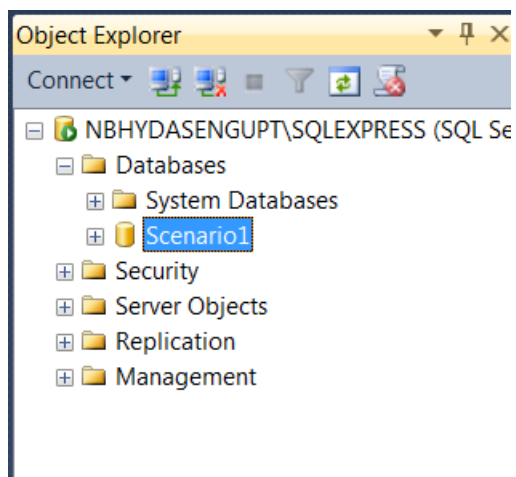 Object Explorer
Connect
NBHYDASENGUPT\SQLEXPRESS (SQL Se
Databases
System Databases
Scenario1
Security
Server Objects
Replication
Management